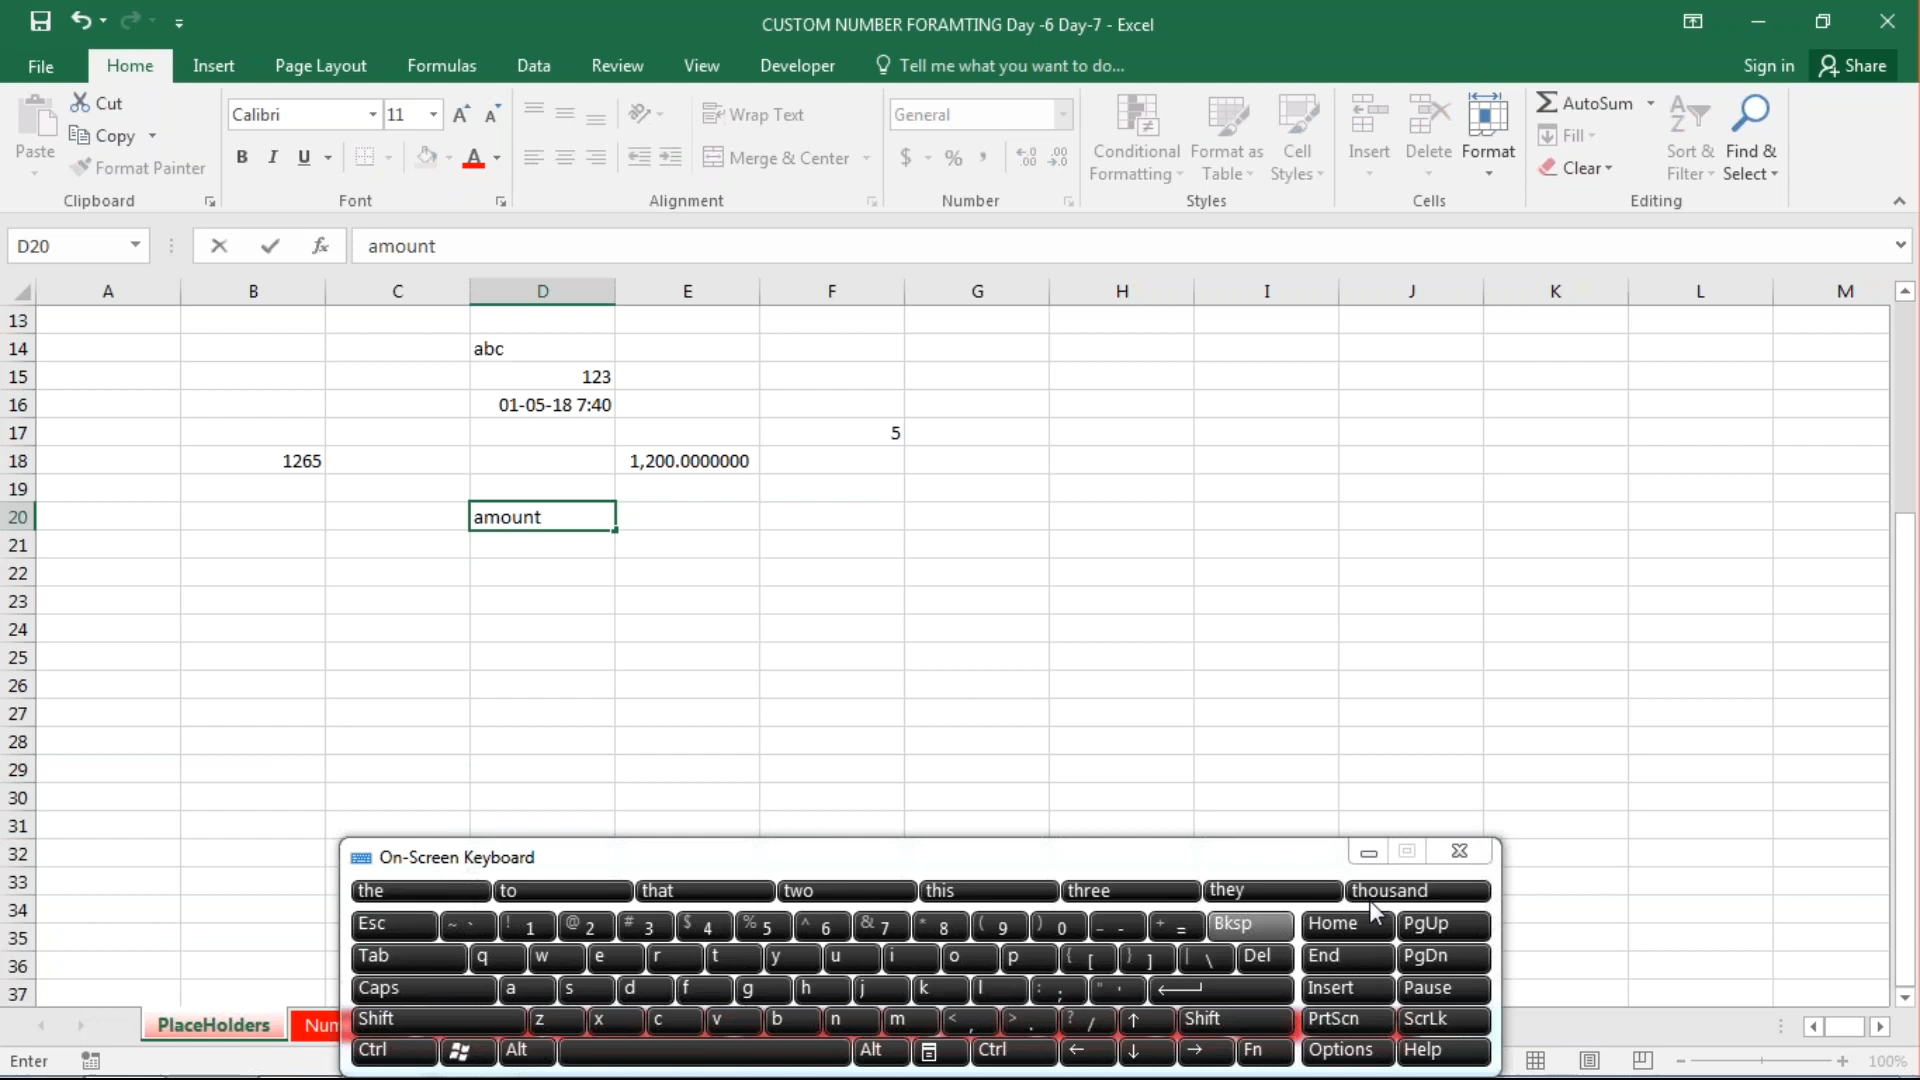 CUSTOM NUMBER FORAMTING Day -6 Day-7 - Excel
File Home Insert Page Layout Formulas Data Review View Developer Tell me what you want to do... Sign in Share
Paste Cut Copy Format Painter Clipboard
Calibri 11 A A B I U A Font
Wrap Text Merge & Center Alignment
General $ % , .0 .00 .00 .0 Number
Conditional Formatting Format as Table Cell Styles Styles
Insert Delete Format Cells
AutoSum Fill Clear Sort & Filter Find & Select Editing
D20 fx amount
A B C D E F G H I J K L M
13
14 abc
15 123
16 01-05-18 7:40
17 5
18 1265 1,200.0000000
19
20 amount
21
22
23
24
25
26
27
28
29
30
31
32
33
34
35
36
37
On-Screen Keyboard
the to that two this three they thousand
Esc ~ ` ! 1 @ 2 # 3 $ 4 % 5 ^ 6 & 7 * 8 ( 9 ) 0 _ - + = Bksp Home PgUp
Tab q w e r t y u i o p { [ } ] | \ Del End PgDn
Caps a s d f g h j k l : ; " ' Insert Pause
Shift z x c v b n m < , > . ? / ↑ Shift PrtScn ScrLk
Ctrl Alt Alt Ctrl ← ↓ → Fn Options Help
PlaceHolders Num
Enter 100%